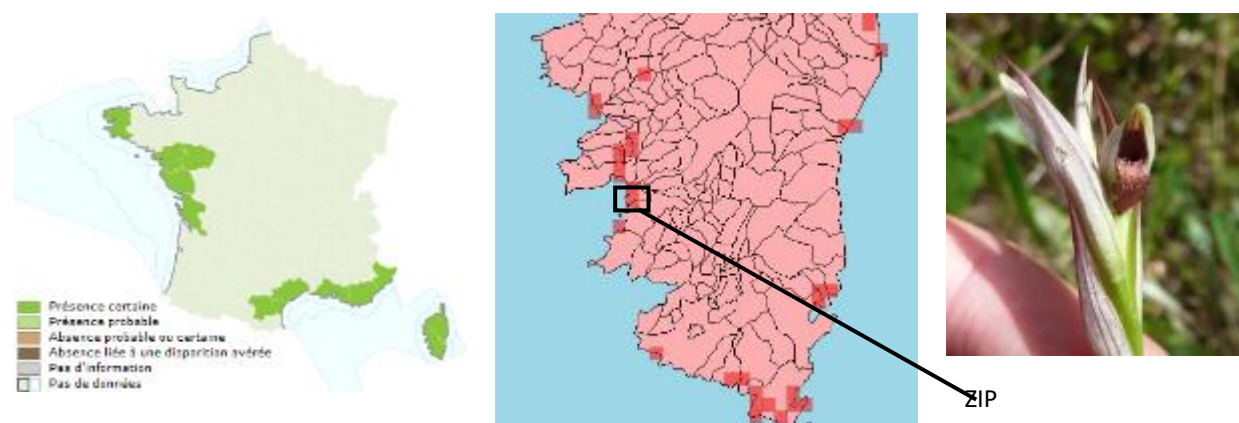 Présence certaine
Présence probable
Absence probable ou certaine
Absence liée à une disparition avérée
Pas d'information
Pas de données
ZIP